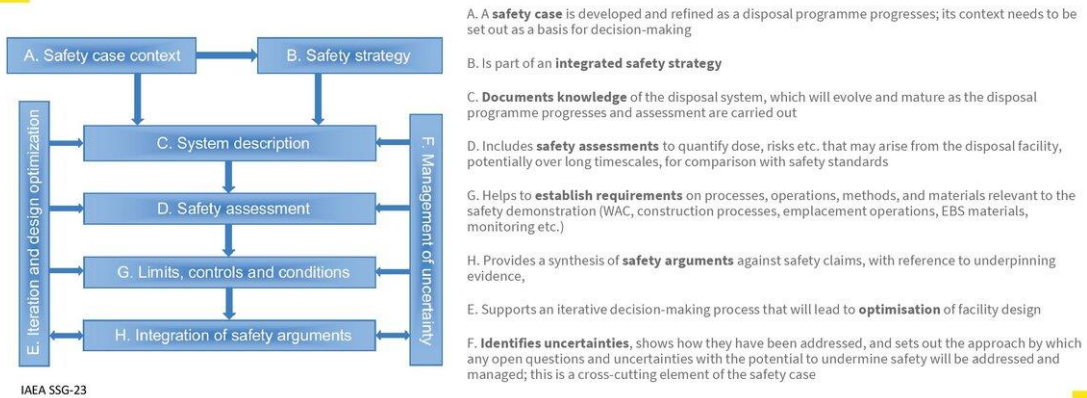 A. Safety case context
B. Safety strategy
C. System description
D. Safety assessment
G. Limits, controls and conditions
H. Integration of safety arguments
E. Iteration and design optimization
F. Management of uncertainty
IAEA SSG-23
A. A safety case is developed and refined as a disposal programme progresses; its context needs to be
set out as a basis for decision-making
B. Is part of an integrated safety strategy
C. Documents knowledge of the disposal system, which will evolve and mature as the disposal
programme progresses and assessment are carried out
D. Includes safety assessments to quantify dose, risks etc. that may arise from the disposal facility,
potentially over long timescales, for comparison with safety standards
G. Helps to establish requirements on processes, operations, methods, and materials relevant to the
safety demonstration (WAC, construction processes, emplacement operations, EBS materials,
monitoring etc.)
H. Provides a synthesis of safety arguments against safety claims, with reference to underpinning
evidence,
E. Supports an iterative decision-making process that will lead to optimisation of facility design
F. Identifies uncertainties, shows how they have been addressed, and sets out the approach by which
any open questions and uncertainties with the potential to undermine safety will be addressed and
managed; this is a cross-cutting element of the safety case